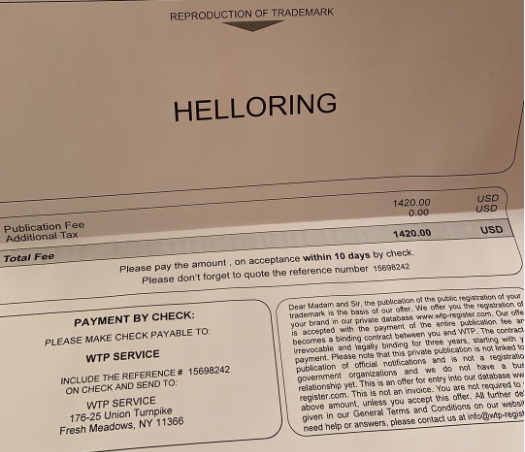 REPRODUCTION OF TRADEMARK
HELLORING
Publication Fee 1420.00 USD
Additional Tax 0.00 USD
Total Fee 1420.00 USD
Please pay the amount , on acceptance within 10 days by check.
Please don't forget to quote the reference number 15698242
PAYMENT BY CHECK:
PLEASE MAKE CHECK PAYABLE TO:
WTP SERVICE
INCLUDE THE REFERENCE # 15698242
ON CHECK AND SEND TO:
WTP SERVICE
176-25 Union Turnpike
Fresh Meadows, NY 11366
Dear Madam and Sir, the publication of the public registration of your
trademark is the basis of our offer. We offer you the registration of
your brand in our private database www.wtp-register.com. Our offe
is accepted with the payment of the entire publication fee an
becomes a binding contract between you and WTP. The contract
irrevocable and legally binding for three years, starting with y
payment. Please note that this private publication is not linked to
publication of official notifications and is not a registratio
government organizations and we do not have a bus
relationship yet. This is an offer for entry into our database ww
register.com. This is not an invoice. You are not required to
above amount, unless you accept this offer. All further de
given in our General Terms and Conditions on our websi
need help or answers, please contact us at info@wtp-regist